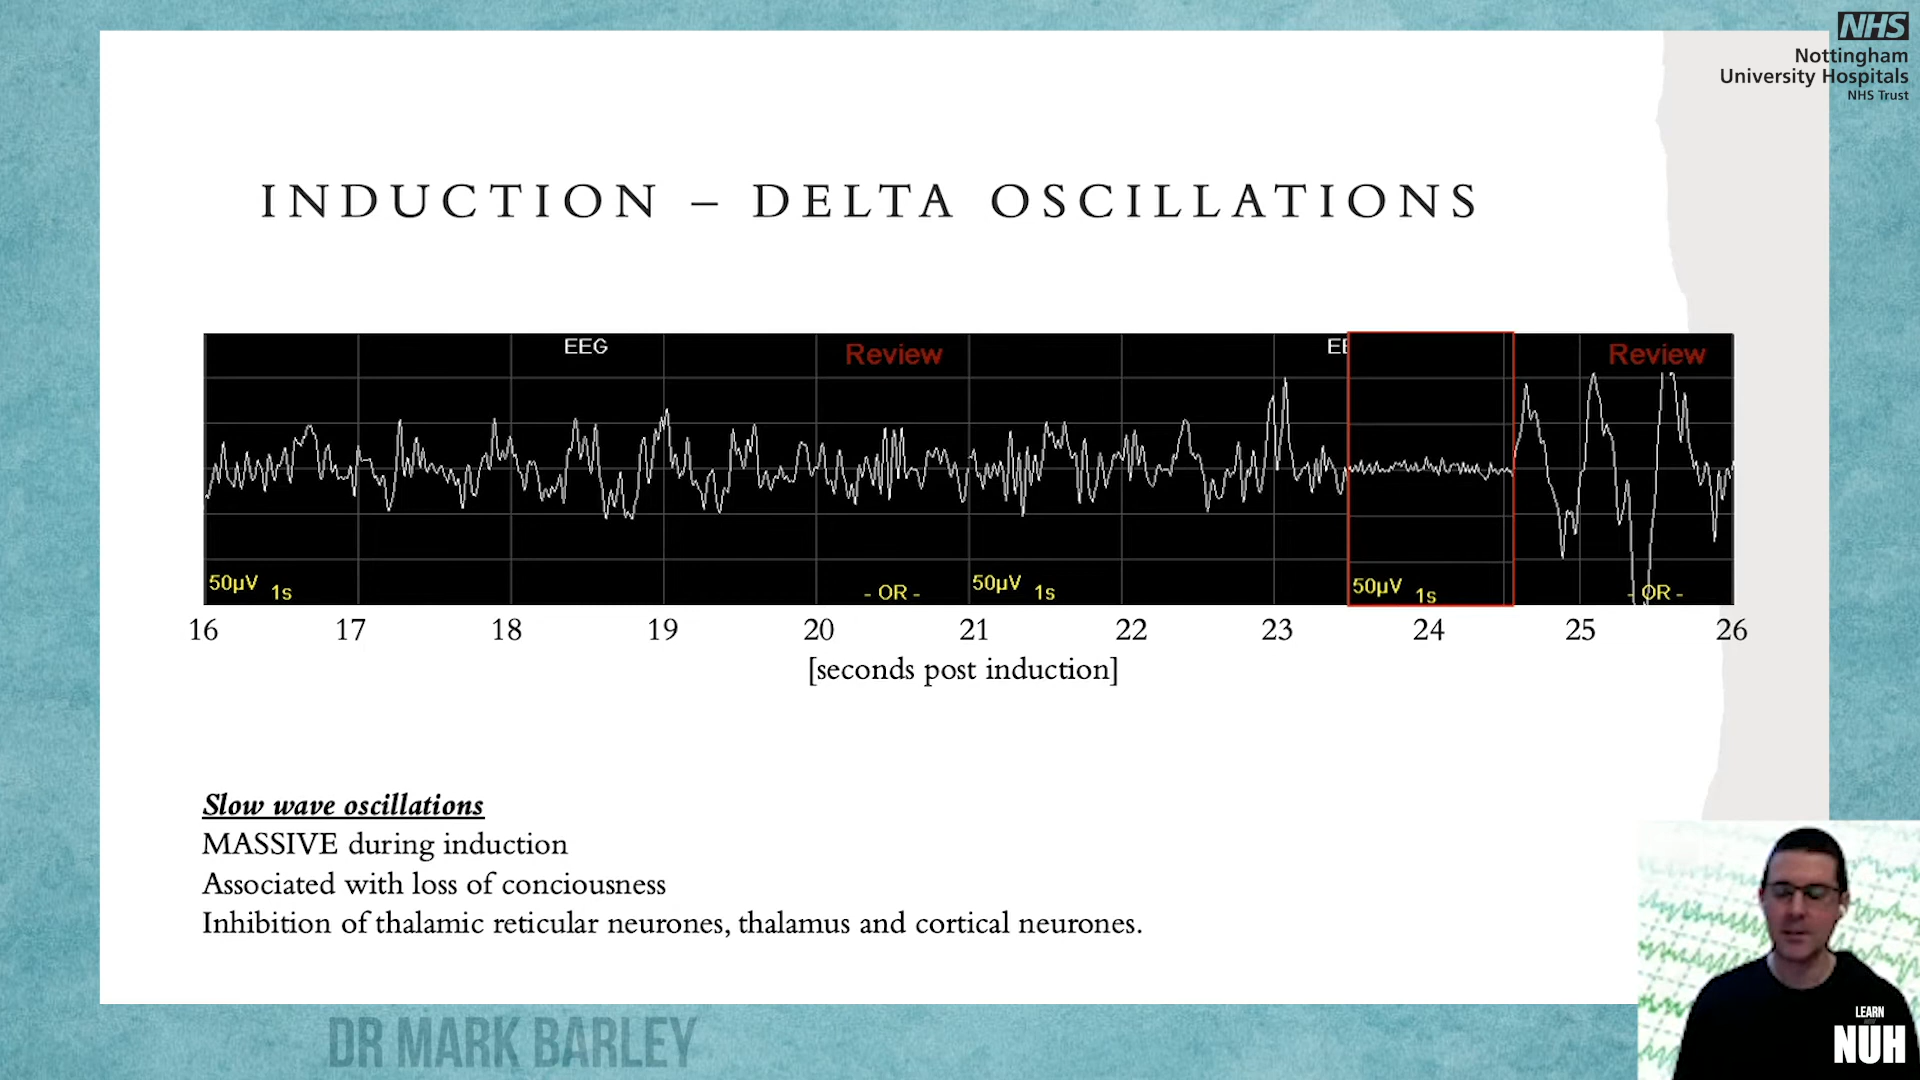 NHS
Nottingham
University Hospitals
NHS Trust
INDUCTION – DELTA OSCILLATIONS
EEG
Review
Review
50µV 1s
- OR -
50µV 1s
50µV 1s
- OR -
16 17 18 19 20 21 22 23 24 25 26
[seconds post induction]
Slow wave oscillations
MASSIVE during induction
Associated with loss of conciousness
Inhibition of thalamic reticular neurones, thalamus and cortical neurones.
DR MARK BARLEY
LEARN
NUH